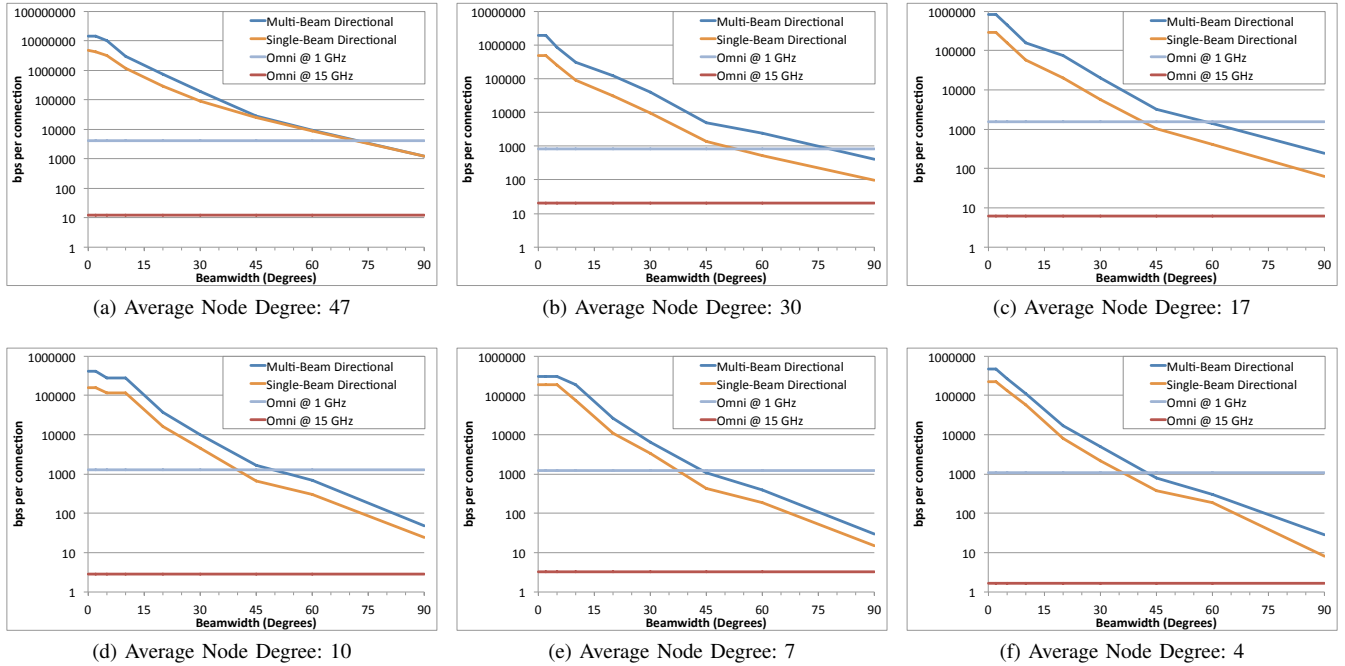 100000000
10000000
1000000
100000
10000
1000
100
10
1
bps per connection
0 15 30 45 60 75 90
Beamwidth (Degrees)
Multi-Beam Directional
Single-Beam Directional
Omni @ 1 GHz
Omni @ 15 GHz
(a) Average Node Degree: 47
1000000
100000
10000
1000
100
10
1
bps per connection
0 15 30 45 60 75 90
Beamwidth (Degrees)
Multi-Beam Directional
Single-Beam Directional
Omni @ 1 GHz
Omni @ 15 GHz
(b) Average Node Degree: 30
1000000
100000
10000
1000
100
10
1
bps per connection
0 15 30 45 60 75 90
Beamwidth (Degrees)
Multi-Beam Directional
Single-Beam Directional
Omni @ 1 GHz
Omni @ 15 GHz
(c) Average Node Degree: 17
1000000
100000
10000
1000
100
10
1
bps per connection
0 15 30 45 60 75 90
Beamwidth (Degrees)
Multi-Beam Directional
Single-Beam Directional
Omni @ 1 GHz
Omni @ 15 GHz
(d) Average Node Degree: 10
1000000
100000
10000
1000
100
10
1
bps per connection
0 15 30 45 60 75 90
Beamwidth (Degrees)
Multi-Beam Directional
Single-Beam Directional
Omni @ 1 GHz
Omni @ 15 GHz
(e) Average Node Degree: 7
1000000
100000
10000
1000
100
10
1
bps per connection
0 15 30 45 60 75 90
Beamwidth (Degrees)
Multi-Beam Directional
Single-Beam Directional
Omni @ 1 GHz
Omni @ 15 GHz
(f) Average Node Degree: 4